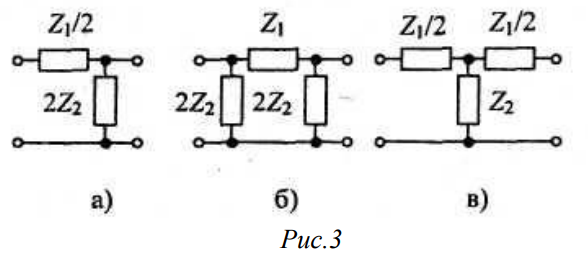 Z₁/2 Z₁ Z₁/2 Z₁/2
2Z₂ 2Z₂ 2Z₂ Z₂
а) б) в)
Рис.3